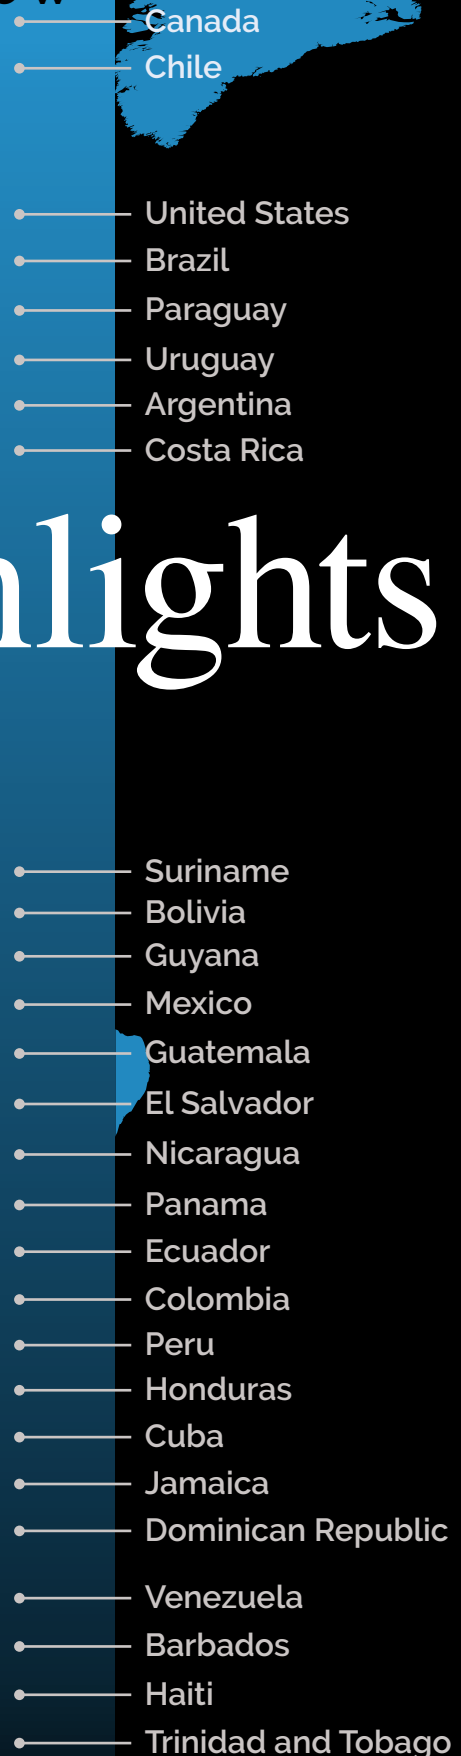 Canada
Chile
United States
Brazil
Paraguay
Uruguay
Argentina
Costa Rica
lights
Suriname
Bolivia
Guyana
Mexico
Guatemala
El Salvador
Nicaragua
Panama
Ecuador
Colombia
Peru
Honduras
Cuba
Jamaica
Dominican Republic
Venezuela
Barbados
Haiti
Trinidad and Tobago